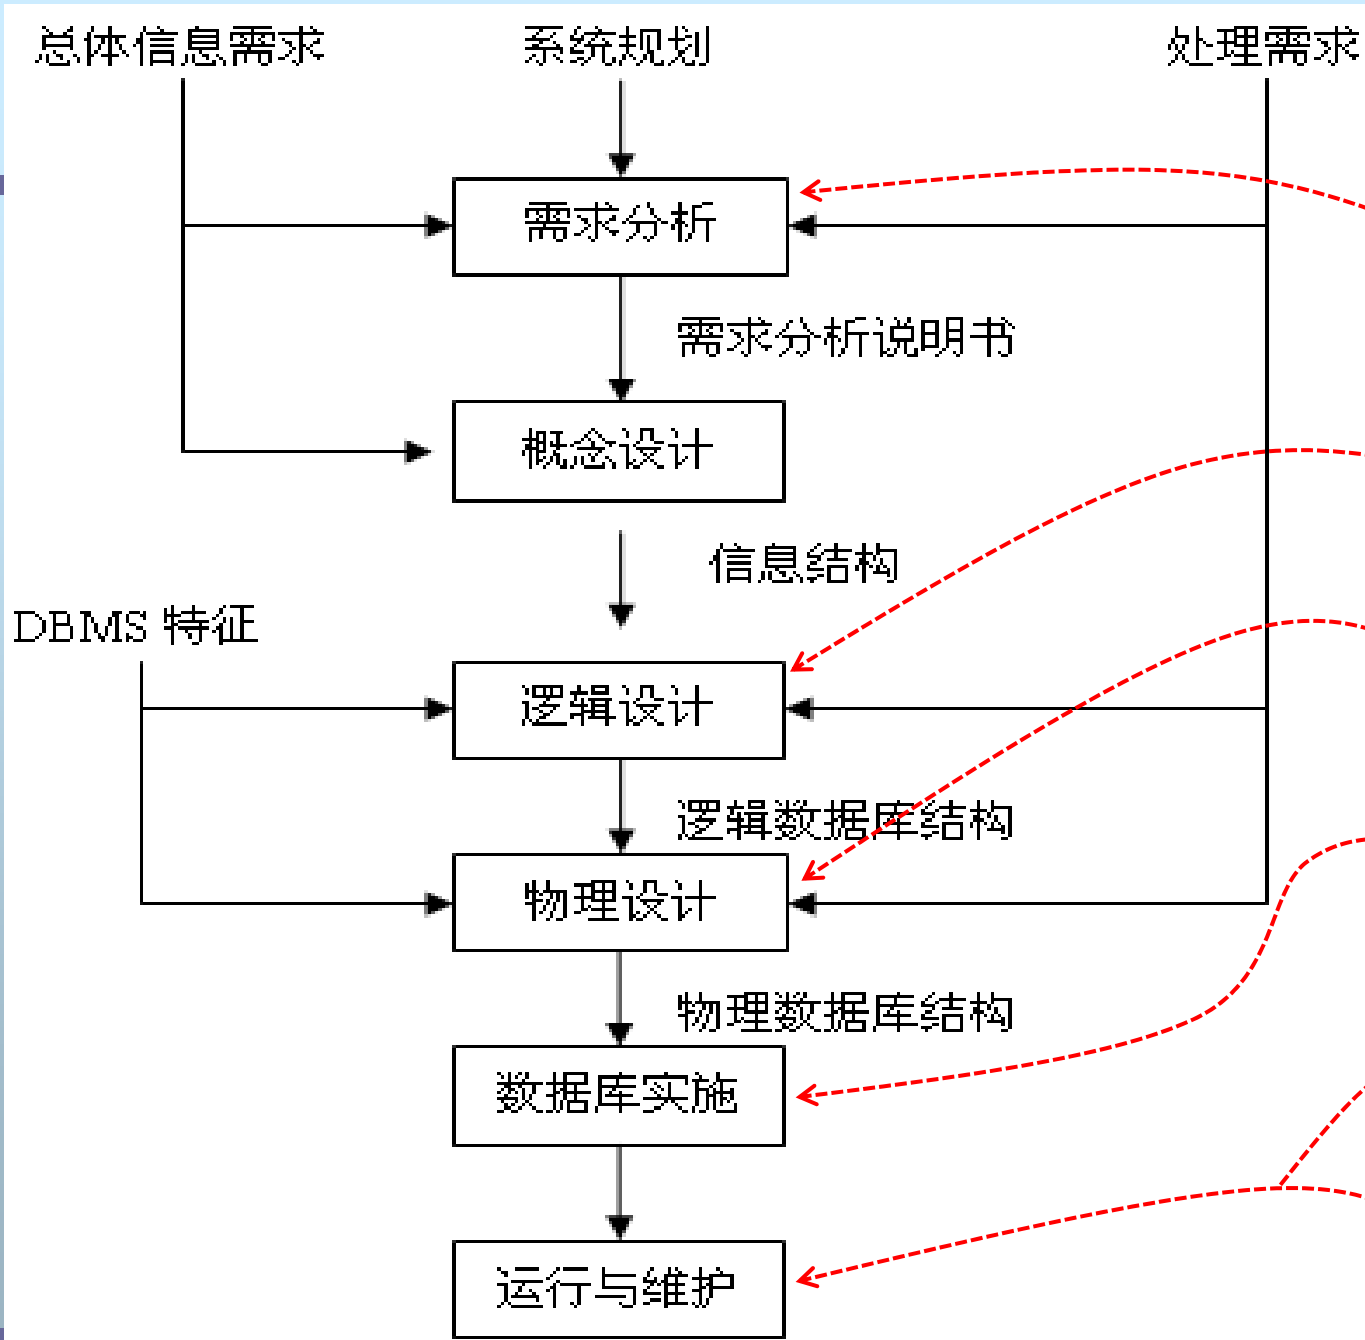 总体信息需求
系统规划
处理需求
需求分析
需求分析说明书
概念设计
信息结构
DBMS 特征
逻辑设计
逻辑数据库结构
物理设计
物理数据库结构
数据库实施
运行与维护